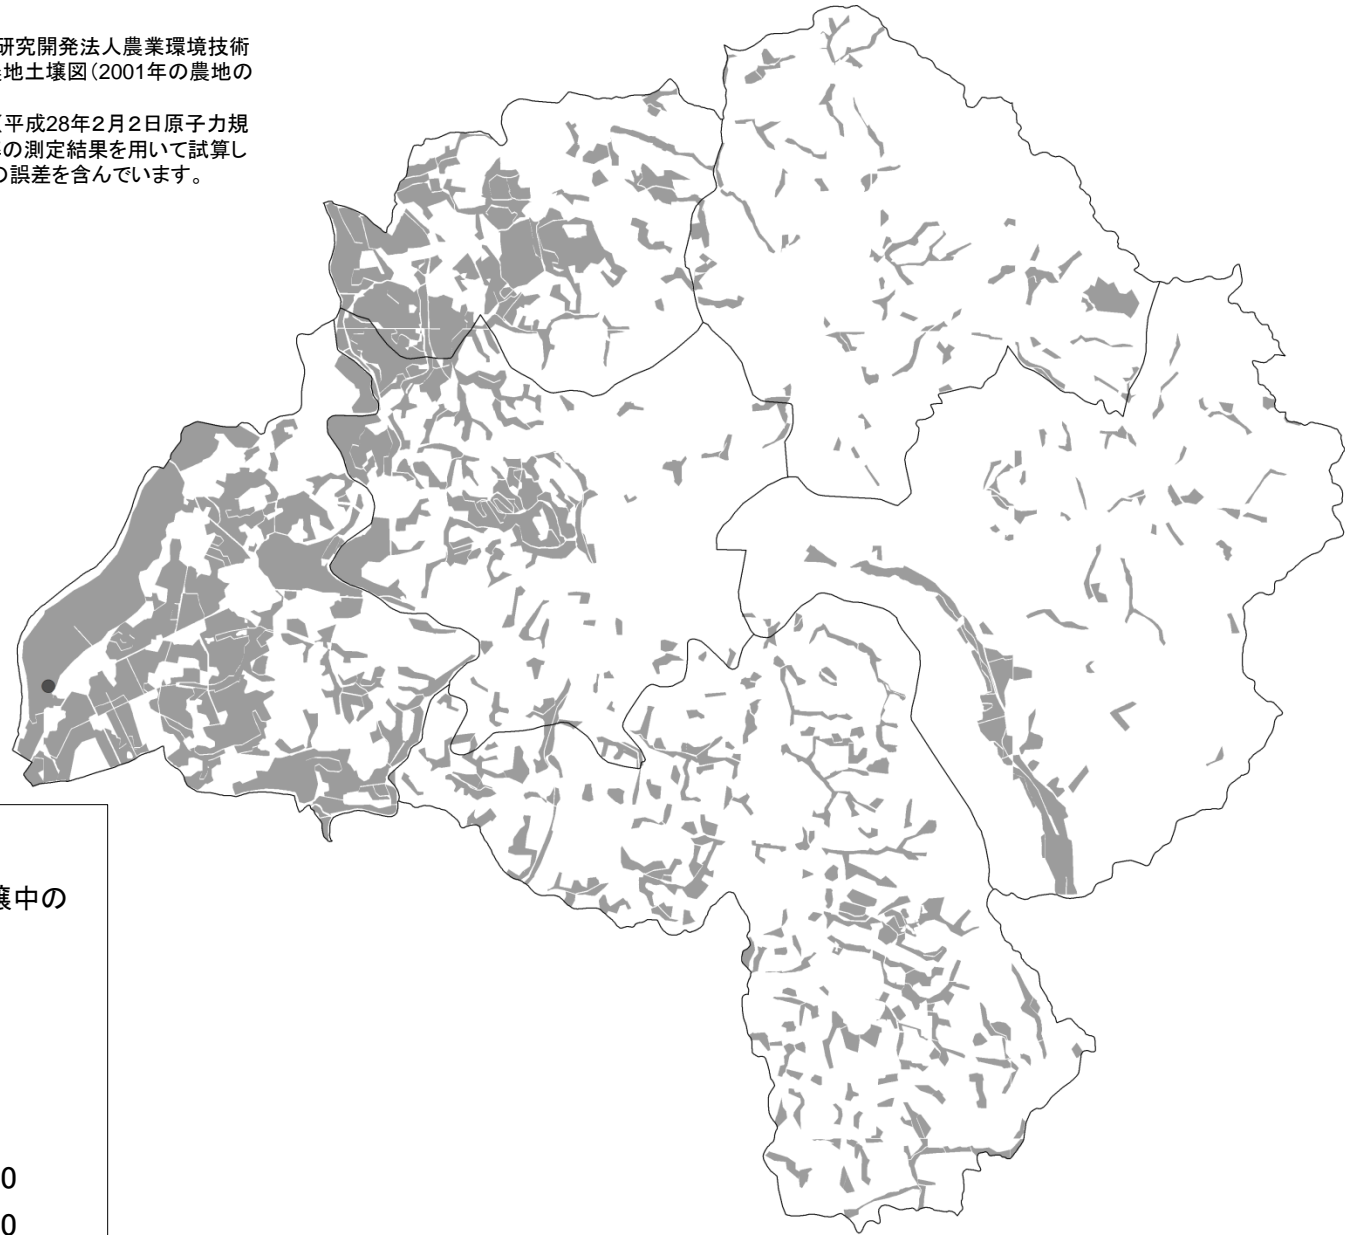 研究開発法人農業環境技術
地土壌図（2001年の農地の
（平成28年2月2日原子力規
の測定結果を用いて試算し
の誤差を含んでいます。
壌中の
0
0